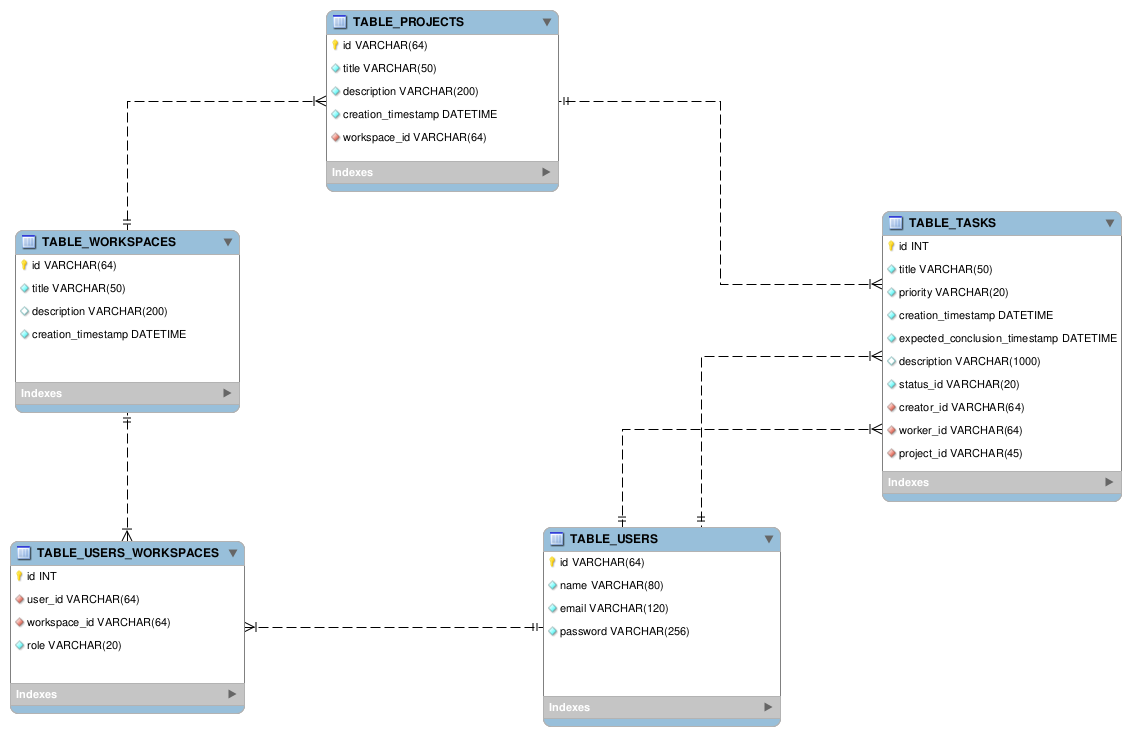 TABLE_PROJECTS
id VARCHAR(64)
title VARCHAR(50)
description VARCHAR(200)
creation_timestamp DATETIME
workspace_id VARCHAR(64)
Indexes
TABLE_WORKSPACES
id VARCHAR(64)
title VARCHAR(50)
description VARCHAR(200)
creation_timestamp DATETIME
Indexes
TABLE_TASKS
id INT
title VARCHAR(50)
priority VARCHAR(20)
creation_timestamp DATETIME
expected_conclusion_timestamp DATETIME
description VARCHAR(1000)
status_id VARCHAR(20)
creator_id VARCHAR(64)
worker_id VARCHAR(64)
project_id VARCHAR(45)
Indexes
TABLE_USERS_WORKSPACES
id INT
user_id VARCHAR(64)
workspace_id VARCHAR(64)
role VARCHAR(20)
Indexes
TABLE_USERS
id VARCHAR(64)
name VARCHAR(80)
email VARCHAR(120)
password VARCHAR(256)
Indexes